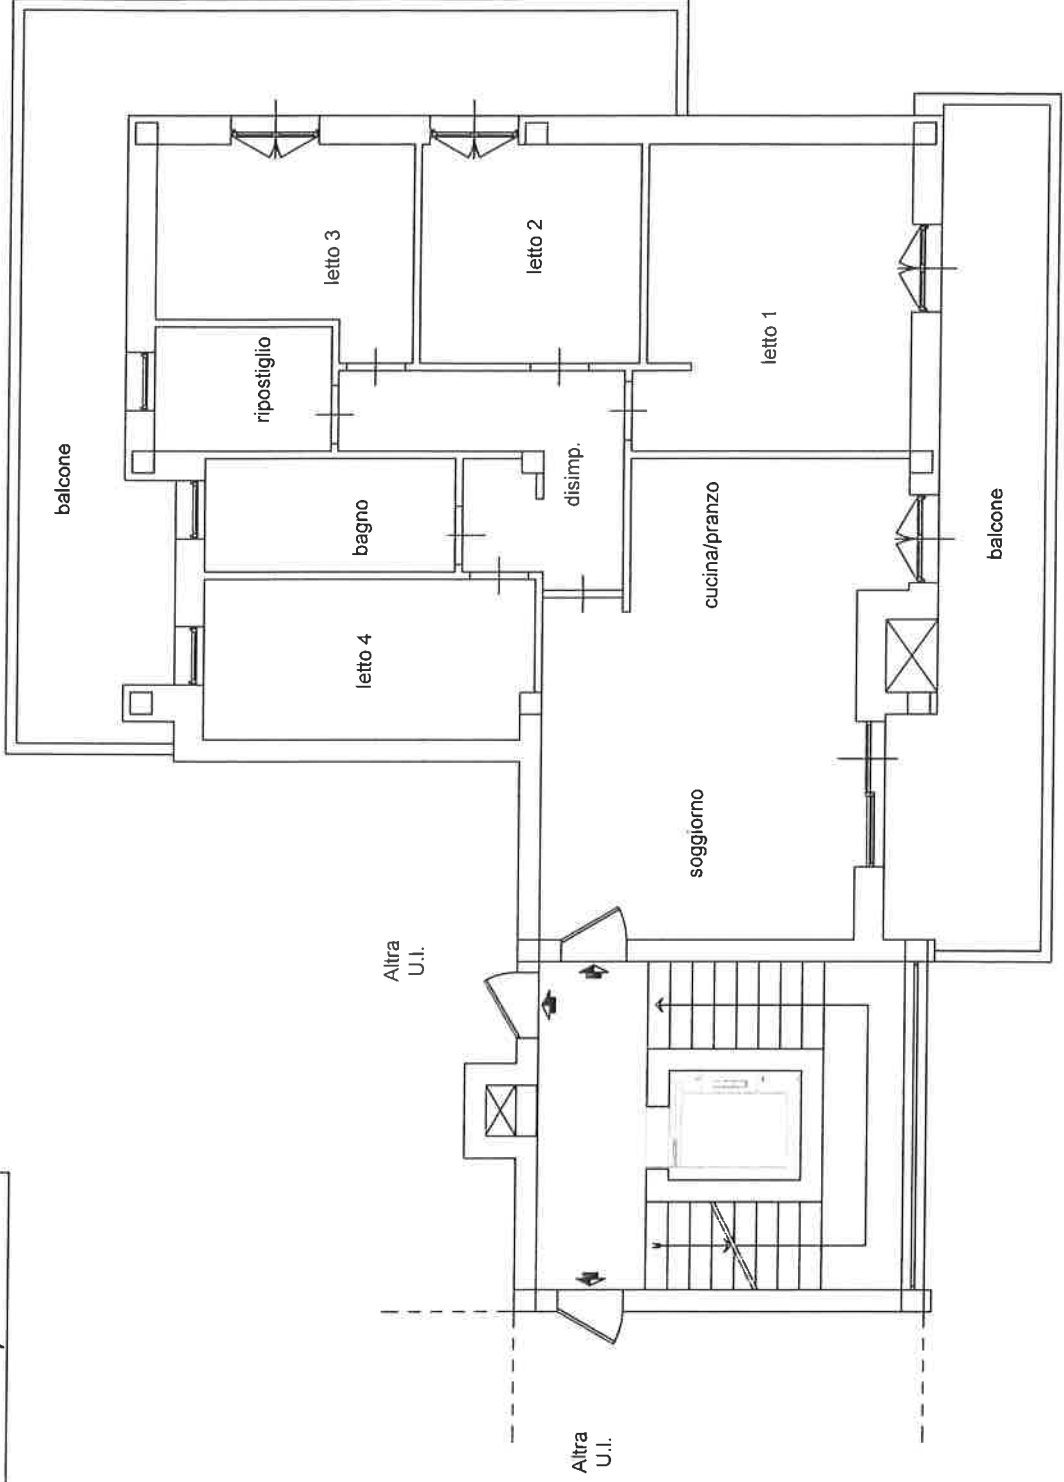 balcone
letto 3
letto 2
letto 1
ripostiglio
bagno
disimp.
cucina/pranzo
balcone
letto 4
soggiorno
Altra
U.I.
Altra
U.I.